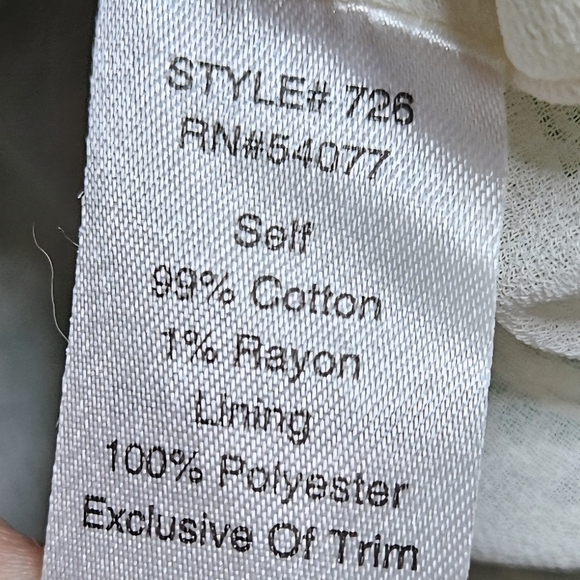 STYLE# 726
RN#54077
Self
99% Cotton
1% Rayon
Lining
100% Polyester
Exclusive Of Trim